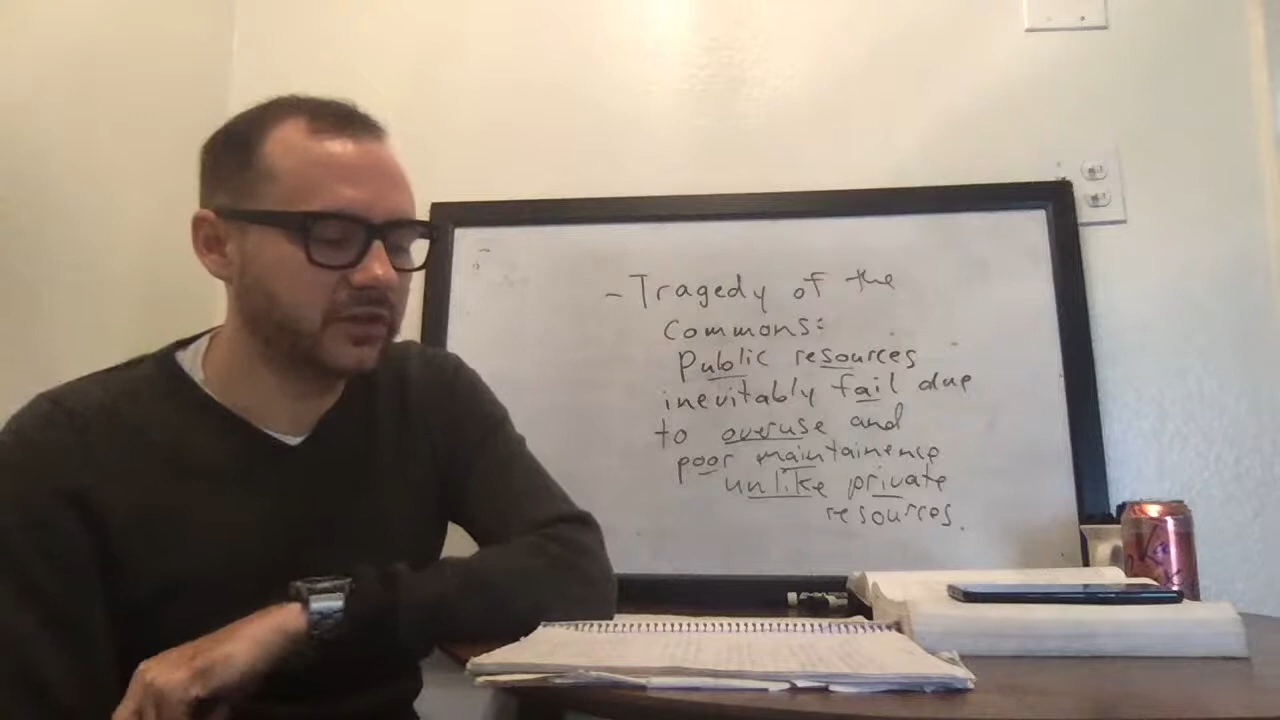 - Tragedy of the
Commons:
Public resources
inevitably fail due
to overuse and
poor maintainence
unlike private
resources.